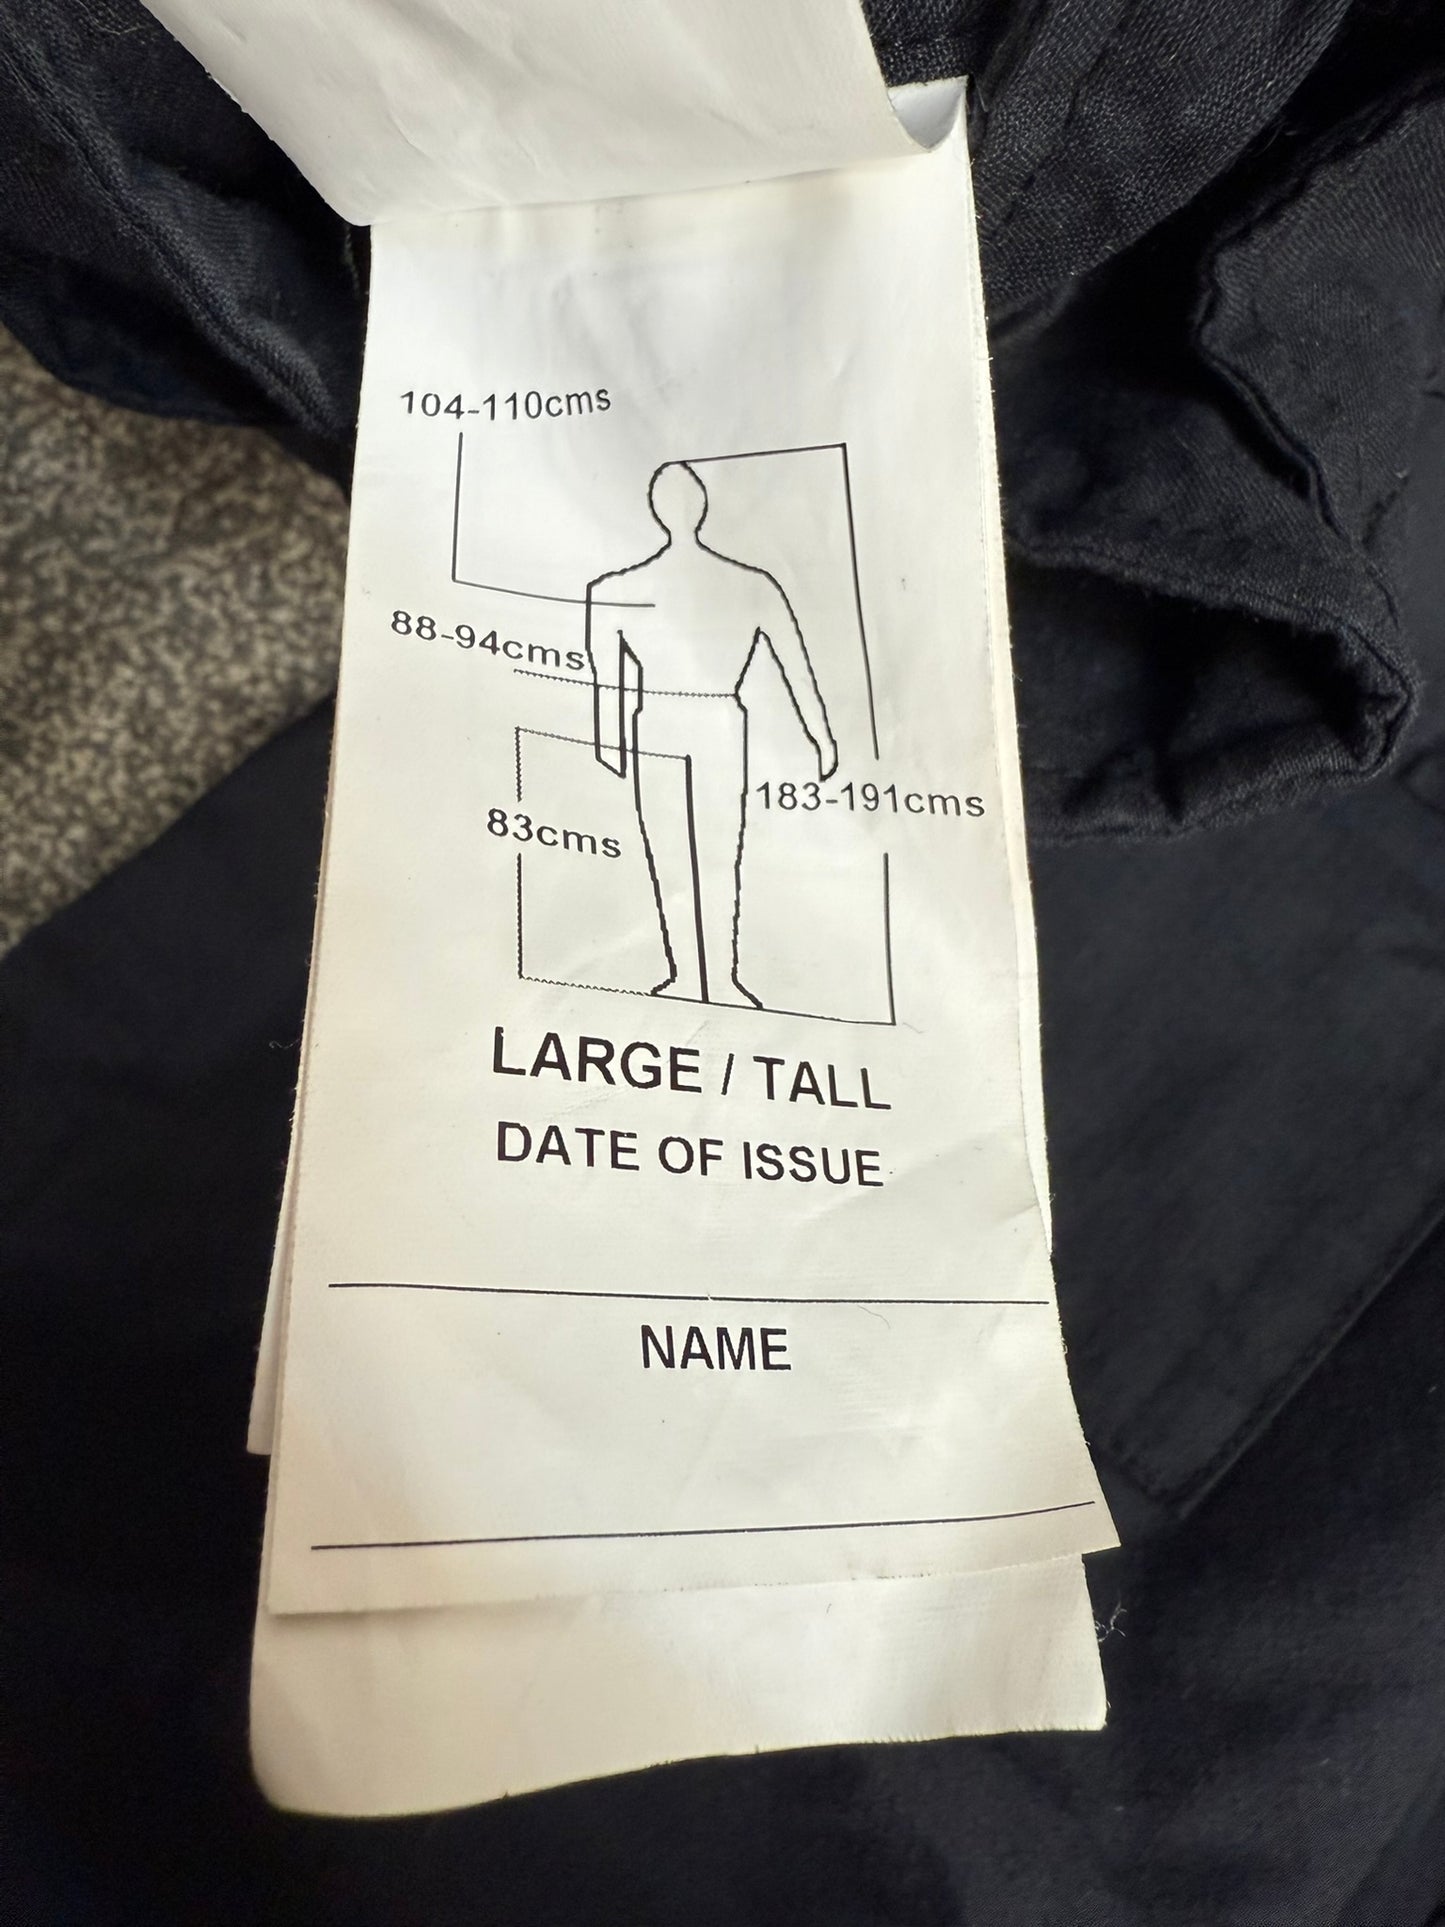 104-110cms
88-94cms
83cms
183-191cms
LARGE / TALL
DATE OF ISSUE
NAME